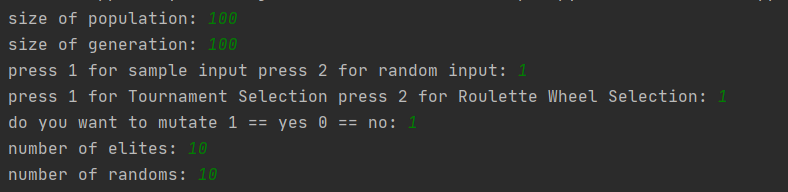 size of population: 100
size of generation: 100
press 1 for sample input press 2 for random input: 1
press 1 for Tournament Selection press 2 for Roulette Wheel Selection: 1
do you want to mutate 1 == yes 0 == no: 1
number of elites: 10
number of randoms: 10